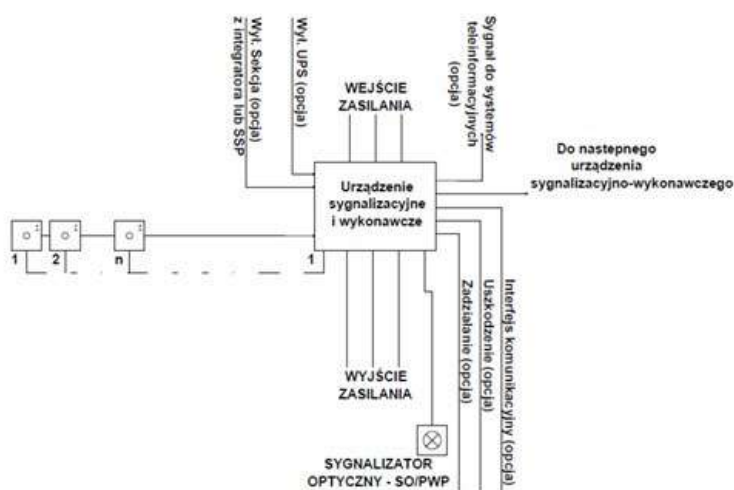 Wył. Sekcja (opcja)
z integratora lub SSP
Wył. UPS (opcja)
WEJŚCIE
ZASILANIA
Sygnał do systemów
teleinformacyjnych
(opcja)
Do nastepnego
urządzenia
sygnalizacyjno-wykonawczego
Urządzenie
sygnalizacyjne
i wykonawcze
1
2
n
1
WYJŚCIE
ZASILANIA
Zadziałanie (opcja)
Uszkodzenie (opcja)
Interfejs komunikacyjny (opcja)
SYGNALIZATOR
OPTYCZNY - SO/PWP